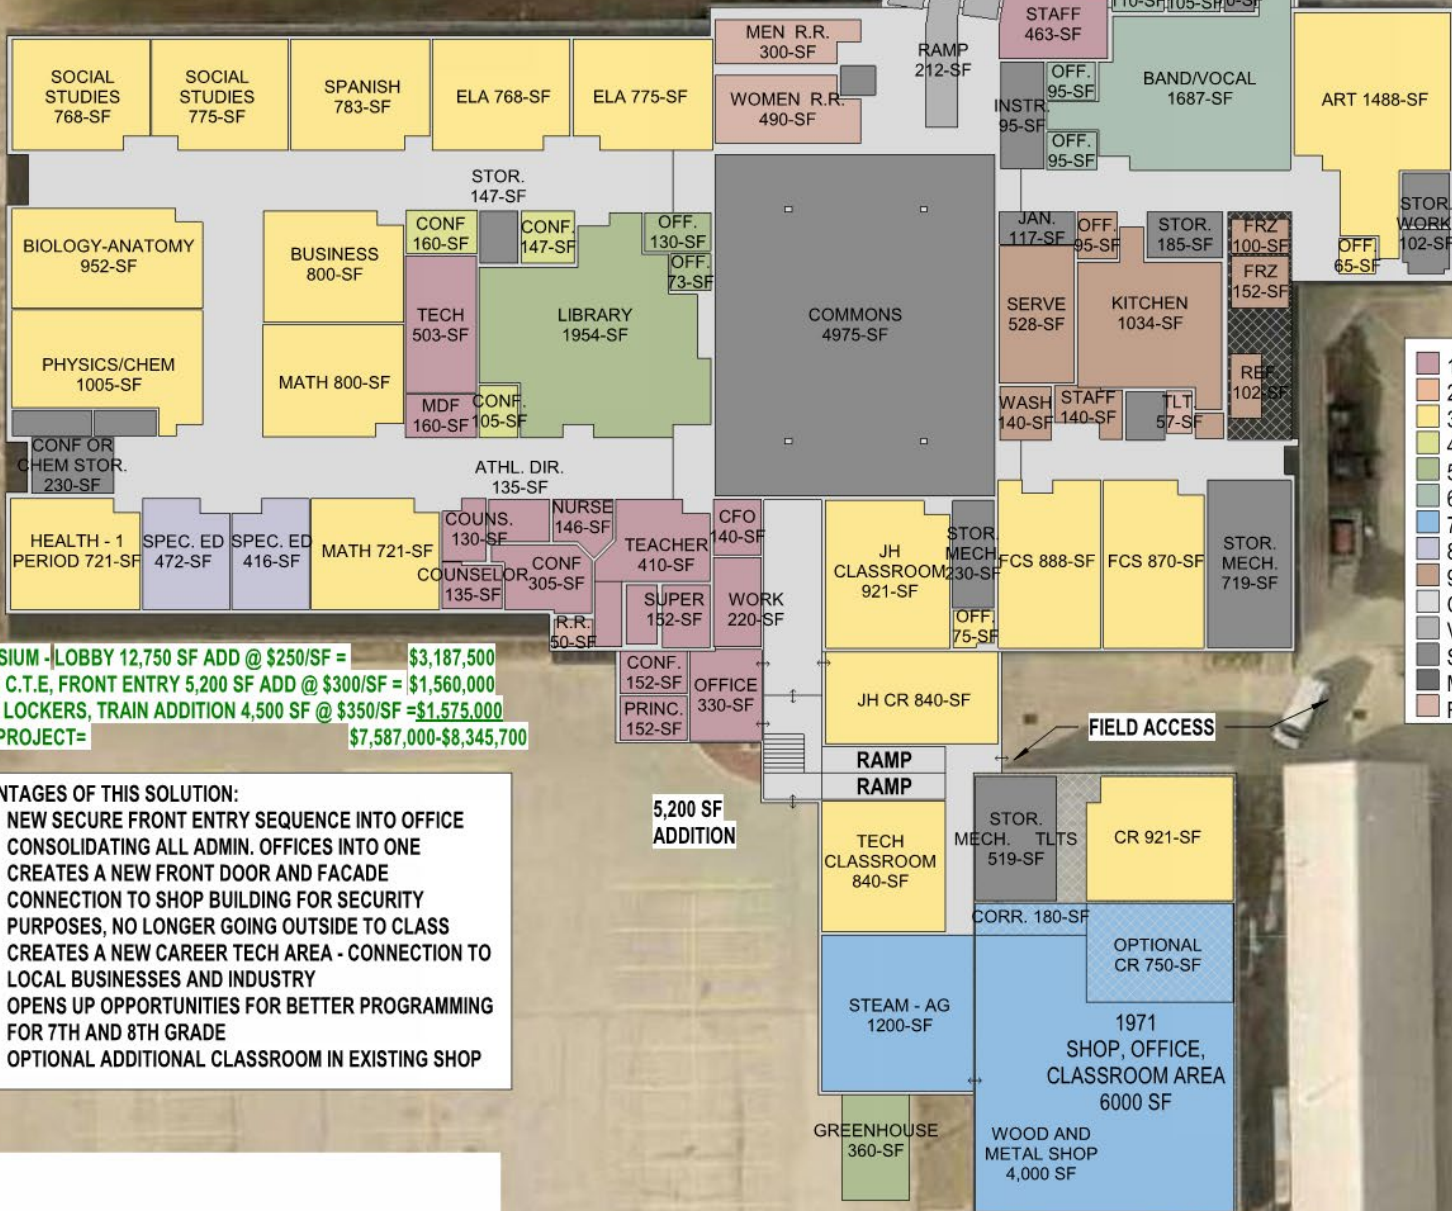 MEN R.R.
300-SF
RAMP
212-SF
STAFF
463-SF
110-SF
105-SF
SOCIAL
STUDIES
768-SF
SOCIAL
STUDIES
775-SF
SPANISH
783-SF
ELA 768-SF
ELA 775-SF
WOMEN R.R.
490-SF
INSTR.
95-SF
OFF.
95-SF
OFF.
95-SF
BAND/VOCAL
1687-SF
ART 1488-SF
STOR.
147-SF
BIOLOGY-ANATOMY
952-SF
BUSINESS
800-SF
CONF
160-SF
CONF.
147-SF
OFF.
130-SF
OFF.
73-SF
JAN.
117-SF
OFF.
95-SF
STOR.
185-SF
FRZ
100-SF
FRZ
152-SF
OFF.
65-SF
STOR.
WORK
102-SF
TECH
503-SF
LIBRARY
1954-SF
COMMONS
4975-SF
SERVE
528-SF
KITCHEN
1034-SF
PHYSICS/CHEM
1005-SF
MATH 800-SF
MDF
160-SF
CONF.
105-SF
WASH
140-SF
STAFF
140-SF
TLT.
57-SF
REF.
102-SF
CONF OR
CHEM STOR.
230-SF
ATHL. DIR.
135-SF
HEALTH - 1
PERIOD 721-SF
SPEC. ED
472-SF
SPEC. ED
416-SF
MATH 721-SF
COUNS.
130-SF
COUNSELOR
135-SF
NURSE
146-SF
CONF
305-SF
TEACHER
410-SF
CFO
140-SF
SUPER
152-SF
WORK
220-SF
R.R.
50-SF
JH
CLASSROOM
921-SF
STOR.
MECH.
230-SF
OFF.
75-SF
FCS 888-SF
FCS 870-SF
STOR.
MECH.
719-SF
SIUM - LOBBY 12,750 SF ADD @ $250/SF = $3,187,500
C.T.E, FRONT ENTRY 5,200 SF ADD @ $300/SF = $1,560,000
LOCKERS, TRAIN ADDITION 4,500 SF @ $350/SF =$1,575,000
PROJECT= $7,587,000-$8,345,700
CONF.
152-SF
PRINC.
152-SF
OFFICE
330-SF
JH CR 840-SF
FIELD ACCESS
RAMP
RAMP
NTAGES OF THIS SOLUTION:
NEW SECURE FRONT ENTRY SEQUENCE INTO OFFICE
CONSOLIDATING ALL ADMIN. OFFICES INTO ONE
CREATES A NEW FRONT DOOR AND FACADE
CONNECTION TO SHOP BUILDING FOR SECURITY
PURPOSES, NO LONGER GOING OUTSIDE TO CLASS
CREATES A NEW CAREER TECH AREA - CONNECTION TO
LOCAL BUSINESSES AND INDUSTRY
OPENS UP OPPORTUNITIES FOR BETTER PROGRAMMING
FOR 7TH AND 8TH GRADE
OPTIONAL ADDITIONAL CLASSROOM IN EXISTING SHOP
5,200 SF
ADDITION
TECH
CLASSROOM
840-SF
STOR.
MECH.
519-SF
TLTS
CR 921-SF
CORR. 180-SF
OPTIONAL
CR 750-SF
STEAM - AG
1200-SF
1971
SHOP, OFFICE,
CLASSROOM AREA
6000 SF
GREENHOUSE
360-SF
WOOD AND
METAL SHOP
4,000 SF